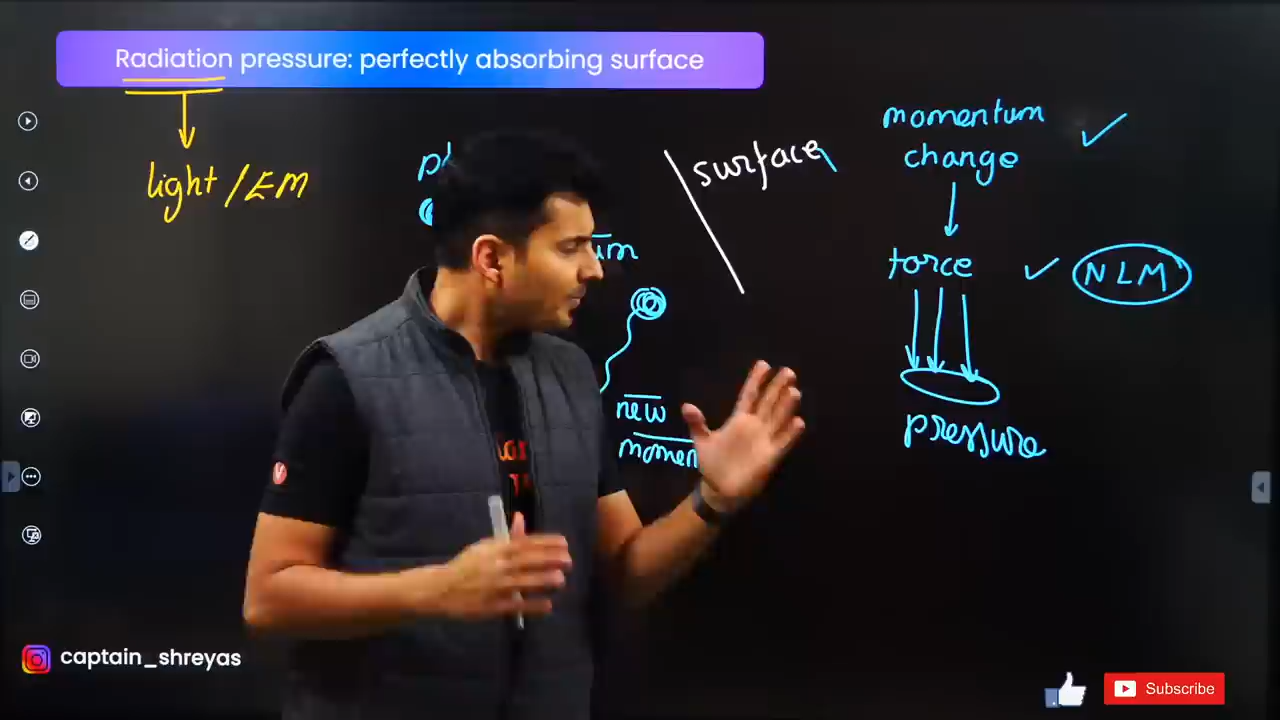 Radiation pressure: perfectly absorbing surface
light / EM
surface
new
momentum
change
force
NLM
pressure
captain_shreyas
Subscribe